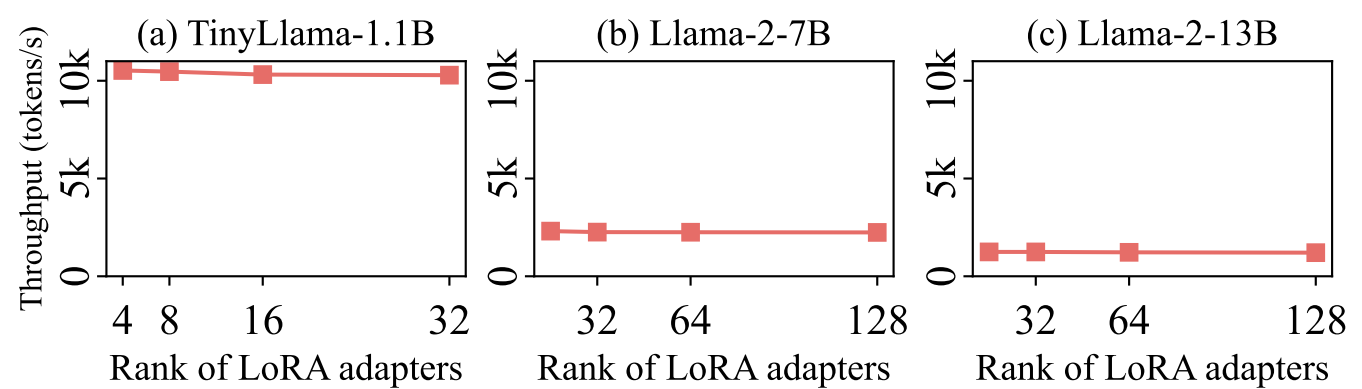 (a) TinyLlama-1.1B
(b) Llama-2-7B
(c) Llama-2-13B
Throughput (tokens/s)
10k
5k
0
4 8 16 32
Rank of LoRA adapters
10k
5k
0
32 64 128
Rank of LoRA adapters
10k
5k
0
32 64 128
Rank of LoRA adapters